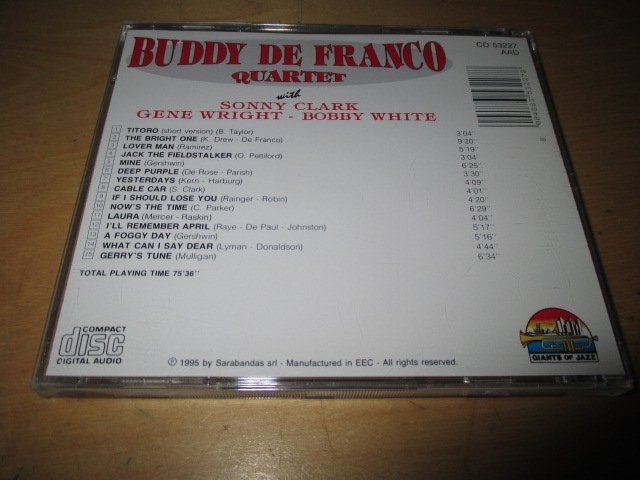 BUDDY DE FRANCO
QUARTET
with
SONNY CLARK
GENE WRIGHT - BOBBY WHITE
CD 53227
AAD
TITORO (short version) (B. Taylor) 3'04"
THE BRIGHT ONE (K. Drew - De Franco) 9'20"
LOVER MAN (Ramirez) 5'19"
JACK THE FIELDSTALKER (O. Pettiford) 3'04"
MINE (Gershwin) 6'25"
DEEP PURPLE (De Rose - Parish) 3'30"
YESTERDAYS (Kern - Harburg) 4'09"
CABLE CAR (S. Clark) 4'01"
IF I SHOULD LOSE YOU (Rainger - Robin) 4'20"
NOW'S THE TIME (C. Parker) 6'29"
LAURA (Mercer - Raskin) 4'04"
I'LL REMEMBER APRIL (Raye - De Paul - Johnston) 5'17"
A FOGGY DAY (Gershwin) 5'16"
WHAT CAN I SAY DEAR (Lyman - Donaldson) 4'44"
GERRY'S TUNE (Mulligan) 6'34"
TOTAL PLAYING TIME 75'36"
COMPACT
disc
DIGITAL AUDIO
℗ 1995 by Sarabandas srl - Manufactured in EEC - All rights reserved.
GIANTS OF JAZZ